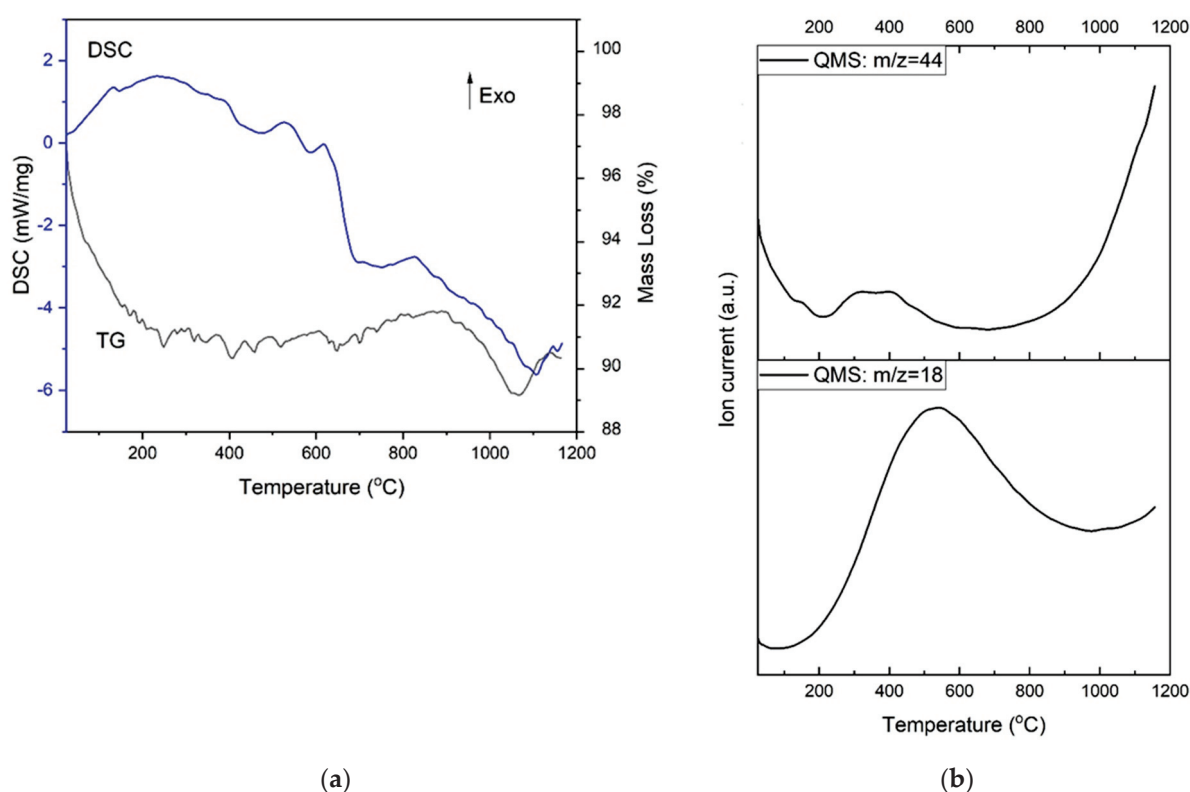 DSC
Exo
TG
2
0
-2
-4
-6
DSC (mW/mg)
100
98
96
94
92
90
88
Mass Loss (%)
200 400 600 800 1000 1200
Temperature (°C)
(a)
200 400 600 800 1000 1200
QMS: m/z=44
QMS: m/z=18
Ion current (a.u.)
200 400 600 800 1000 1200
Temperature (°C)
(b)